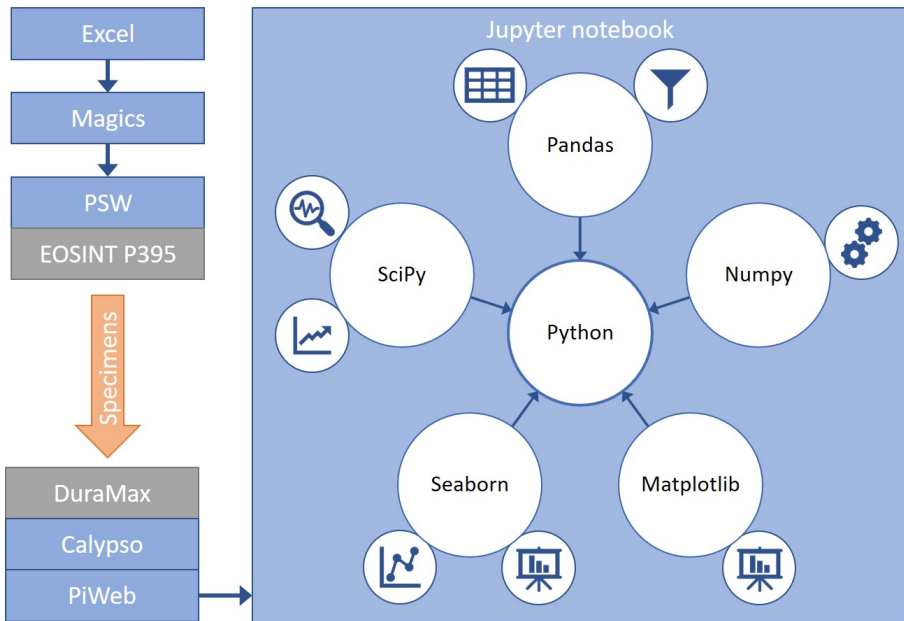 Excel
Magics
PSW
EOSINT P395
Specimens
DuraMax
Calypso
PiWeb
Jupyter notebook
Pandas
SciPy
Numpy
Python
Seaborn
Matplotlib